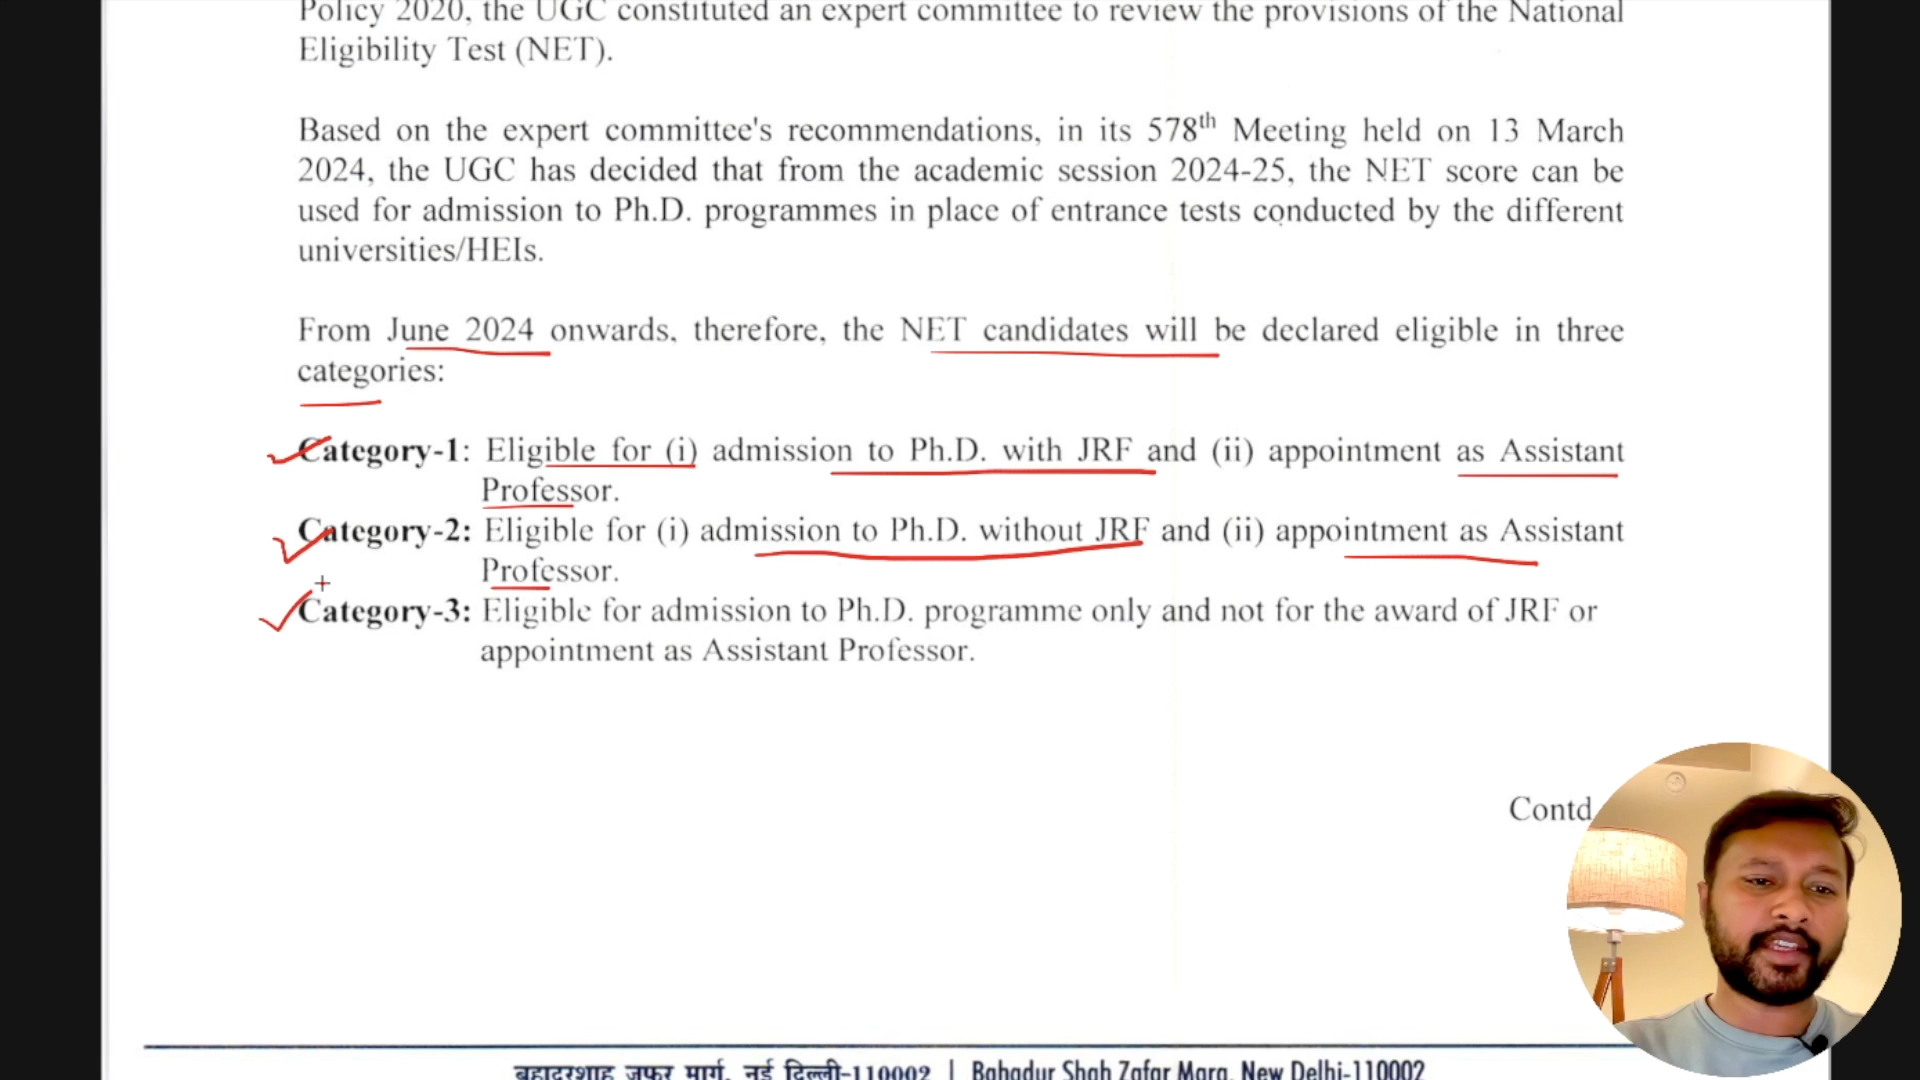 Policy 2020, the UGC constituted an expert committee to review the provisions of the National
Eligibility Test (NET).
Based on the expert committee's recommendations, in its 578th Meeting held on 13 March
2024, the UGC has decided that from the academic session 2024-25, the NET score can be
used for admission to Ph.D. programmes in place of entrance tests conducted by the different
universities/HEIs.
From June 2024 onwards, therefore, the NET candidates will be declared eligible in three
categories:
Category-1: Eligible for (i) admission to Ph.D. with JRF and (ii) appointment as Assistant
Professor.
Category-2: Eligible for (i) admission to Ph.D. without JRF and (ii) appointment as Assistant
Professor.
Category-3: Eligible for admission to Ph.D. programme only and not for the award of JRF or
appointment as Assistant Professor.
Contd
बहादुरशाह ज़फर मार्ग, नई दिल्ली-110002 | Bahadur Shah Zafar Marg, New Delhi-110002